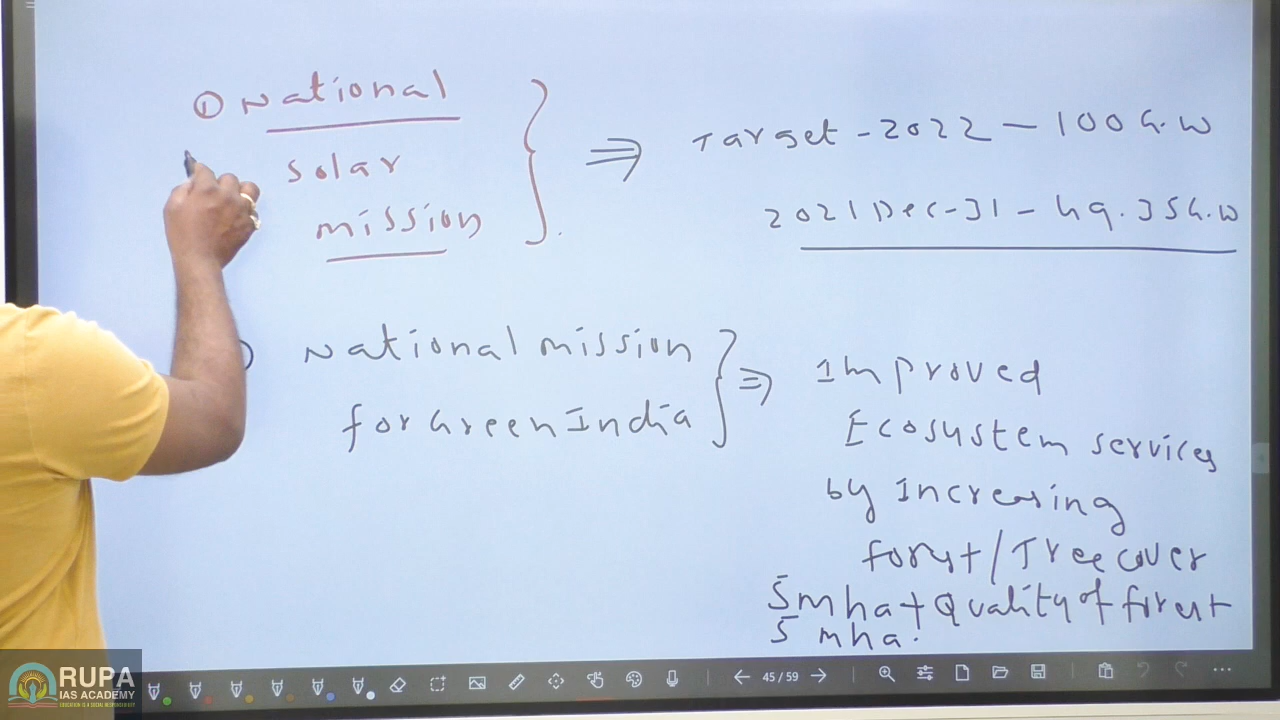 ① National
solar
mission
⇒ Target - 2022 - 100 G.W
2021 Dec-31 - 49.35 G.W
National mission
for Green India
⇒ Improved
Ecosystem services
by Increasing
forest/Tree cover
5 mha + Quality of forest
5 mha.
45/59
RUPA
IAS ACADEMY